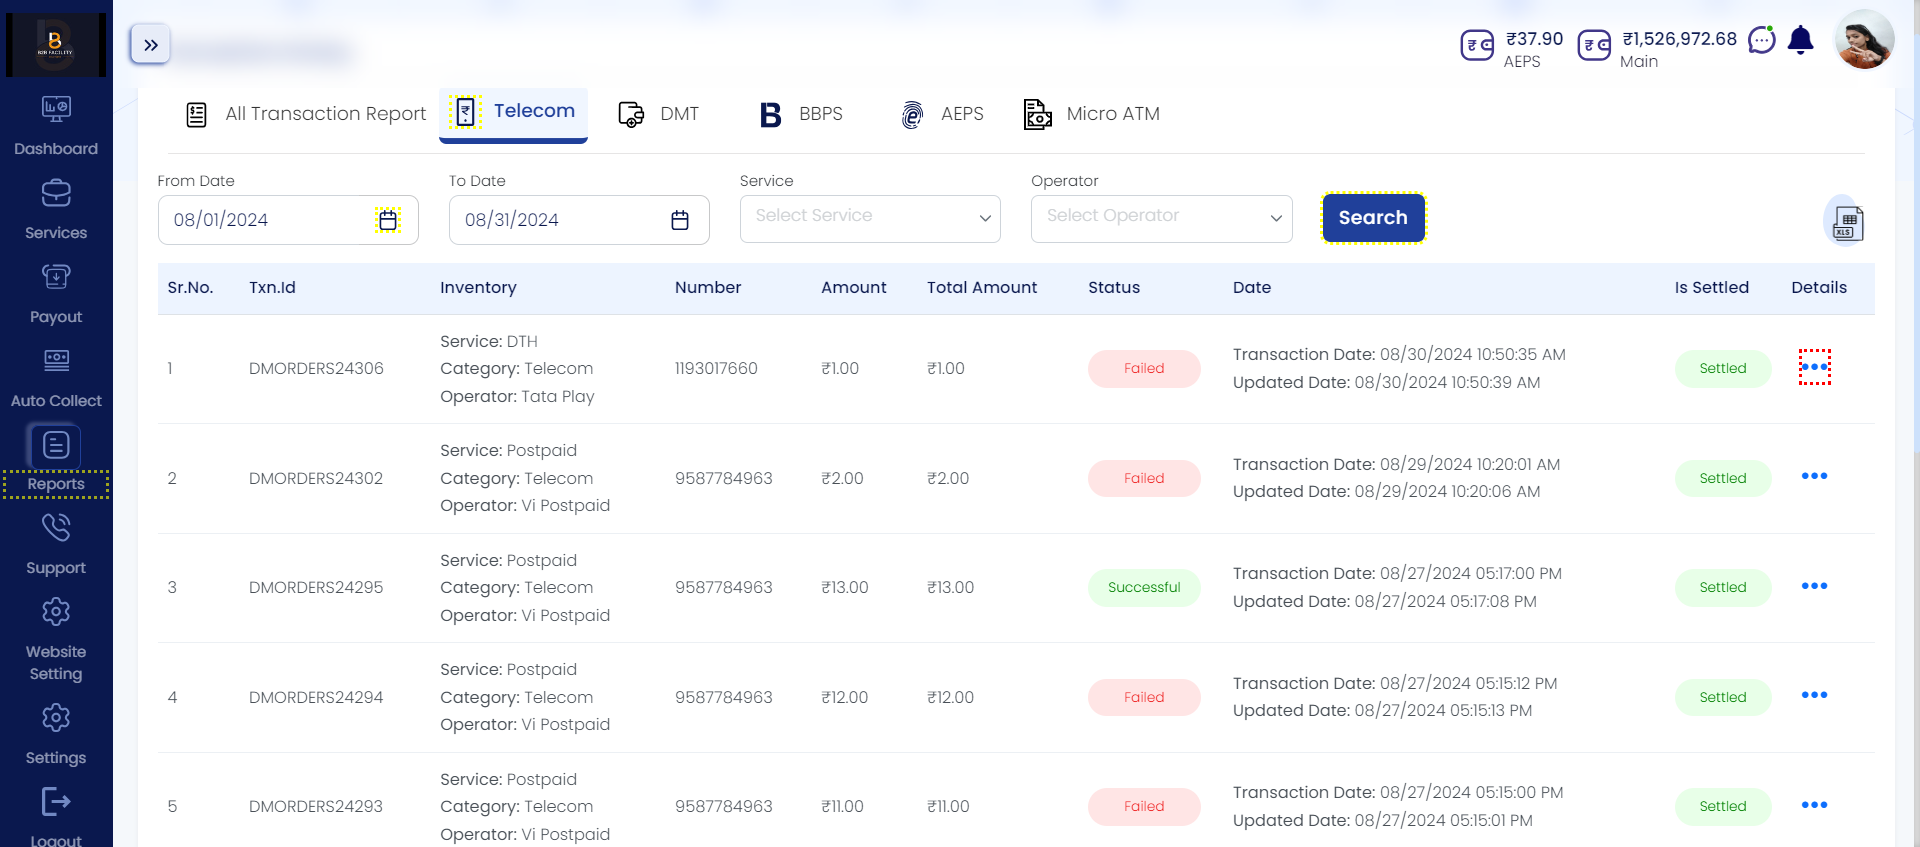 B2B FACILITY
Dashboard
Services
Payout
Auto Collect
Reports
Support
Website
Setting
Settings
Logout
₹37.90
AEPS
₹1,526,972.68
Main
All Transaction Report
Telecom
DMT
BBPS
AEPS
Micro ATM
From Date
To Date
Service
Operator
08/01/2024
08/31/2024
Select Service
Select Operator
Search
XLS
Sr.No. Txn.Id Inventory Number Amount Total Amount Status Date Is Settled Details
Service: DTH
1 DMORDERS24306 Category: Telecom 1193017660 ₹1.00 ₹1.00 Failed Transaction Date: 08/30/2024 10:50:35 AM Settled
Operator: Tata Play Updated Date: 08/30/2024 10:50:39 AM
Service: Postpaid
2 DMORDERS24302 Category: Telecom 9587784963 ₹2.00 ₹2.00 Failed Transaction Date: 08/29/2024 10:20:01 AM Settled
Operator: Vi Postpaid Updated Date: 08/29/2024 10:20:06 AM
Service: Postpaid
3 DMORDERS24295 Category: Telecom 9587784963 ₹13.00 ₹13.00 Successful Transaction Date: 08/27/2024 05:17:00 PM Settled
Operator: Vi Postpaid Updated Date: 08/27/2024 05:17:08 PM
Service: Postpaid
4 DMORDERS24294 Category: Telecom 9587784963 ₹12.00 ₹12.00 Failed Transaction Date: 08/27/2024 05:15:12 PM Settled
Operator: Vi Postpaid Updated Date: 08/27/2024 05:15:13 PM
Service: Postpaid
5 DMORDERS24293 Category: Telecom 9587784963 ₹11.00 ₹11.00 Failed Transaction Date: 08/27/2024 05:15:00 PM Settled
Operator: Vi Postpaid Updated Date: 08/27/2024 05:15:01 PM